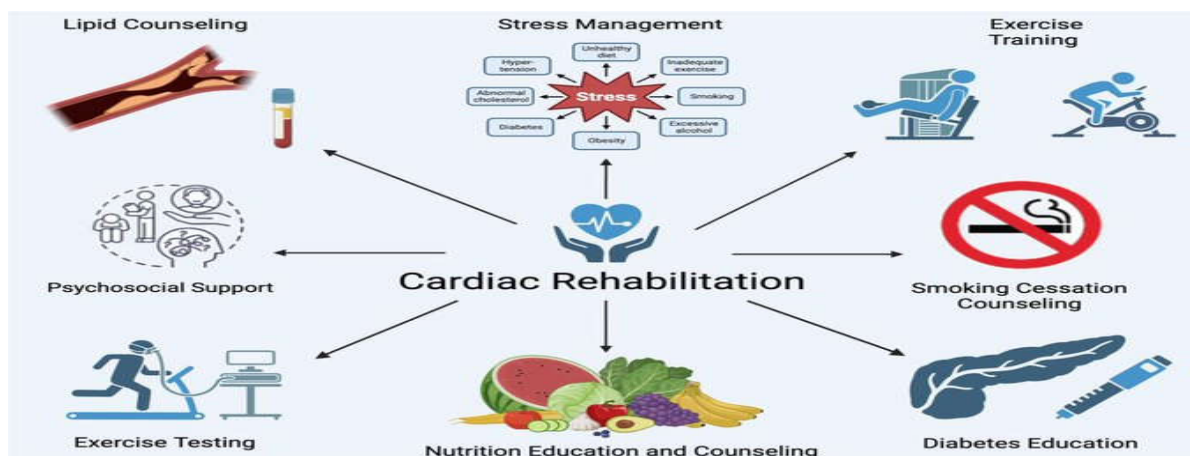 Lipid Counseling
Stress Management
Exercise
Training
Unhealthy
diet
Hyper-
tension
Inadequate
exercise
Abnormal
cholesterol
Stress
Smoking
Diabetes
Excessive
alcohol
Obesity
Psychosocial Support
Cardiac Rehabilitation
Smoking Cessation
Counseling
Exercise Testing
Nutrition Education and Counseling
Diabetes Education